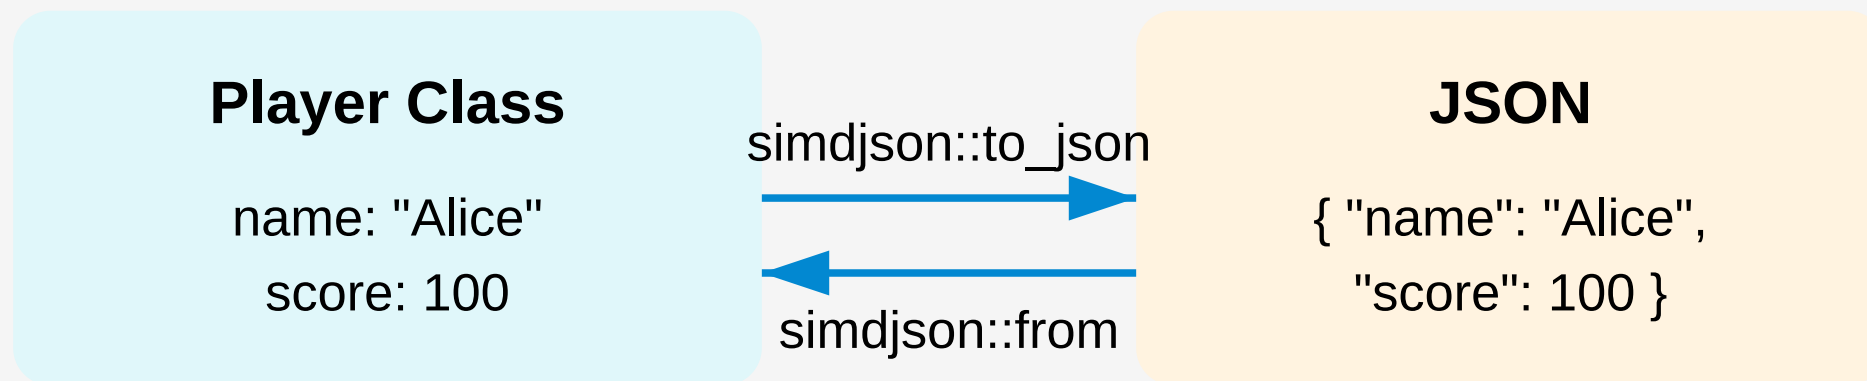 Player Class
name: "Alice"
score: 100
simdjson::to_json
simdjson::from
JSON
{ "name": "Alice",
"score": 100 }